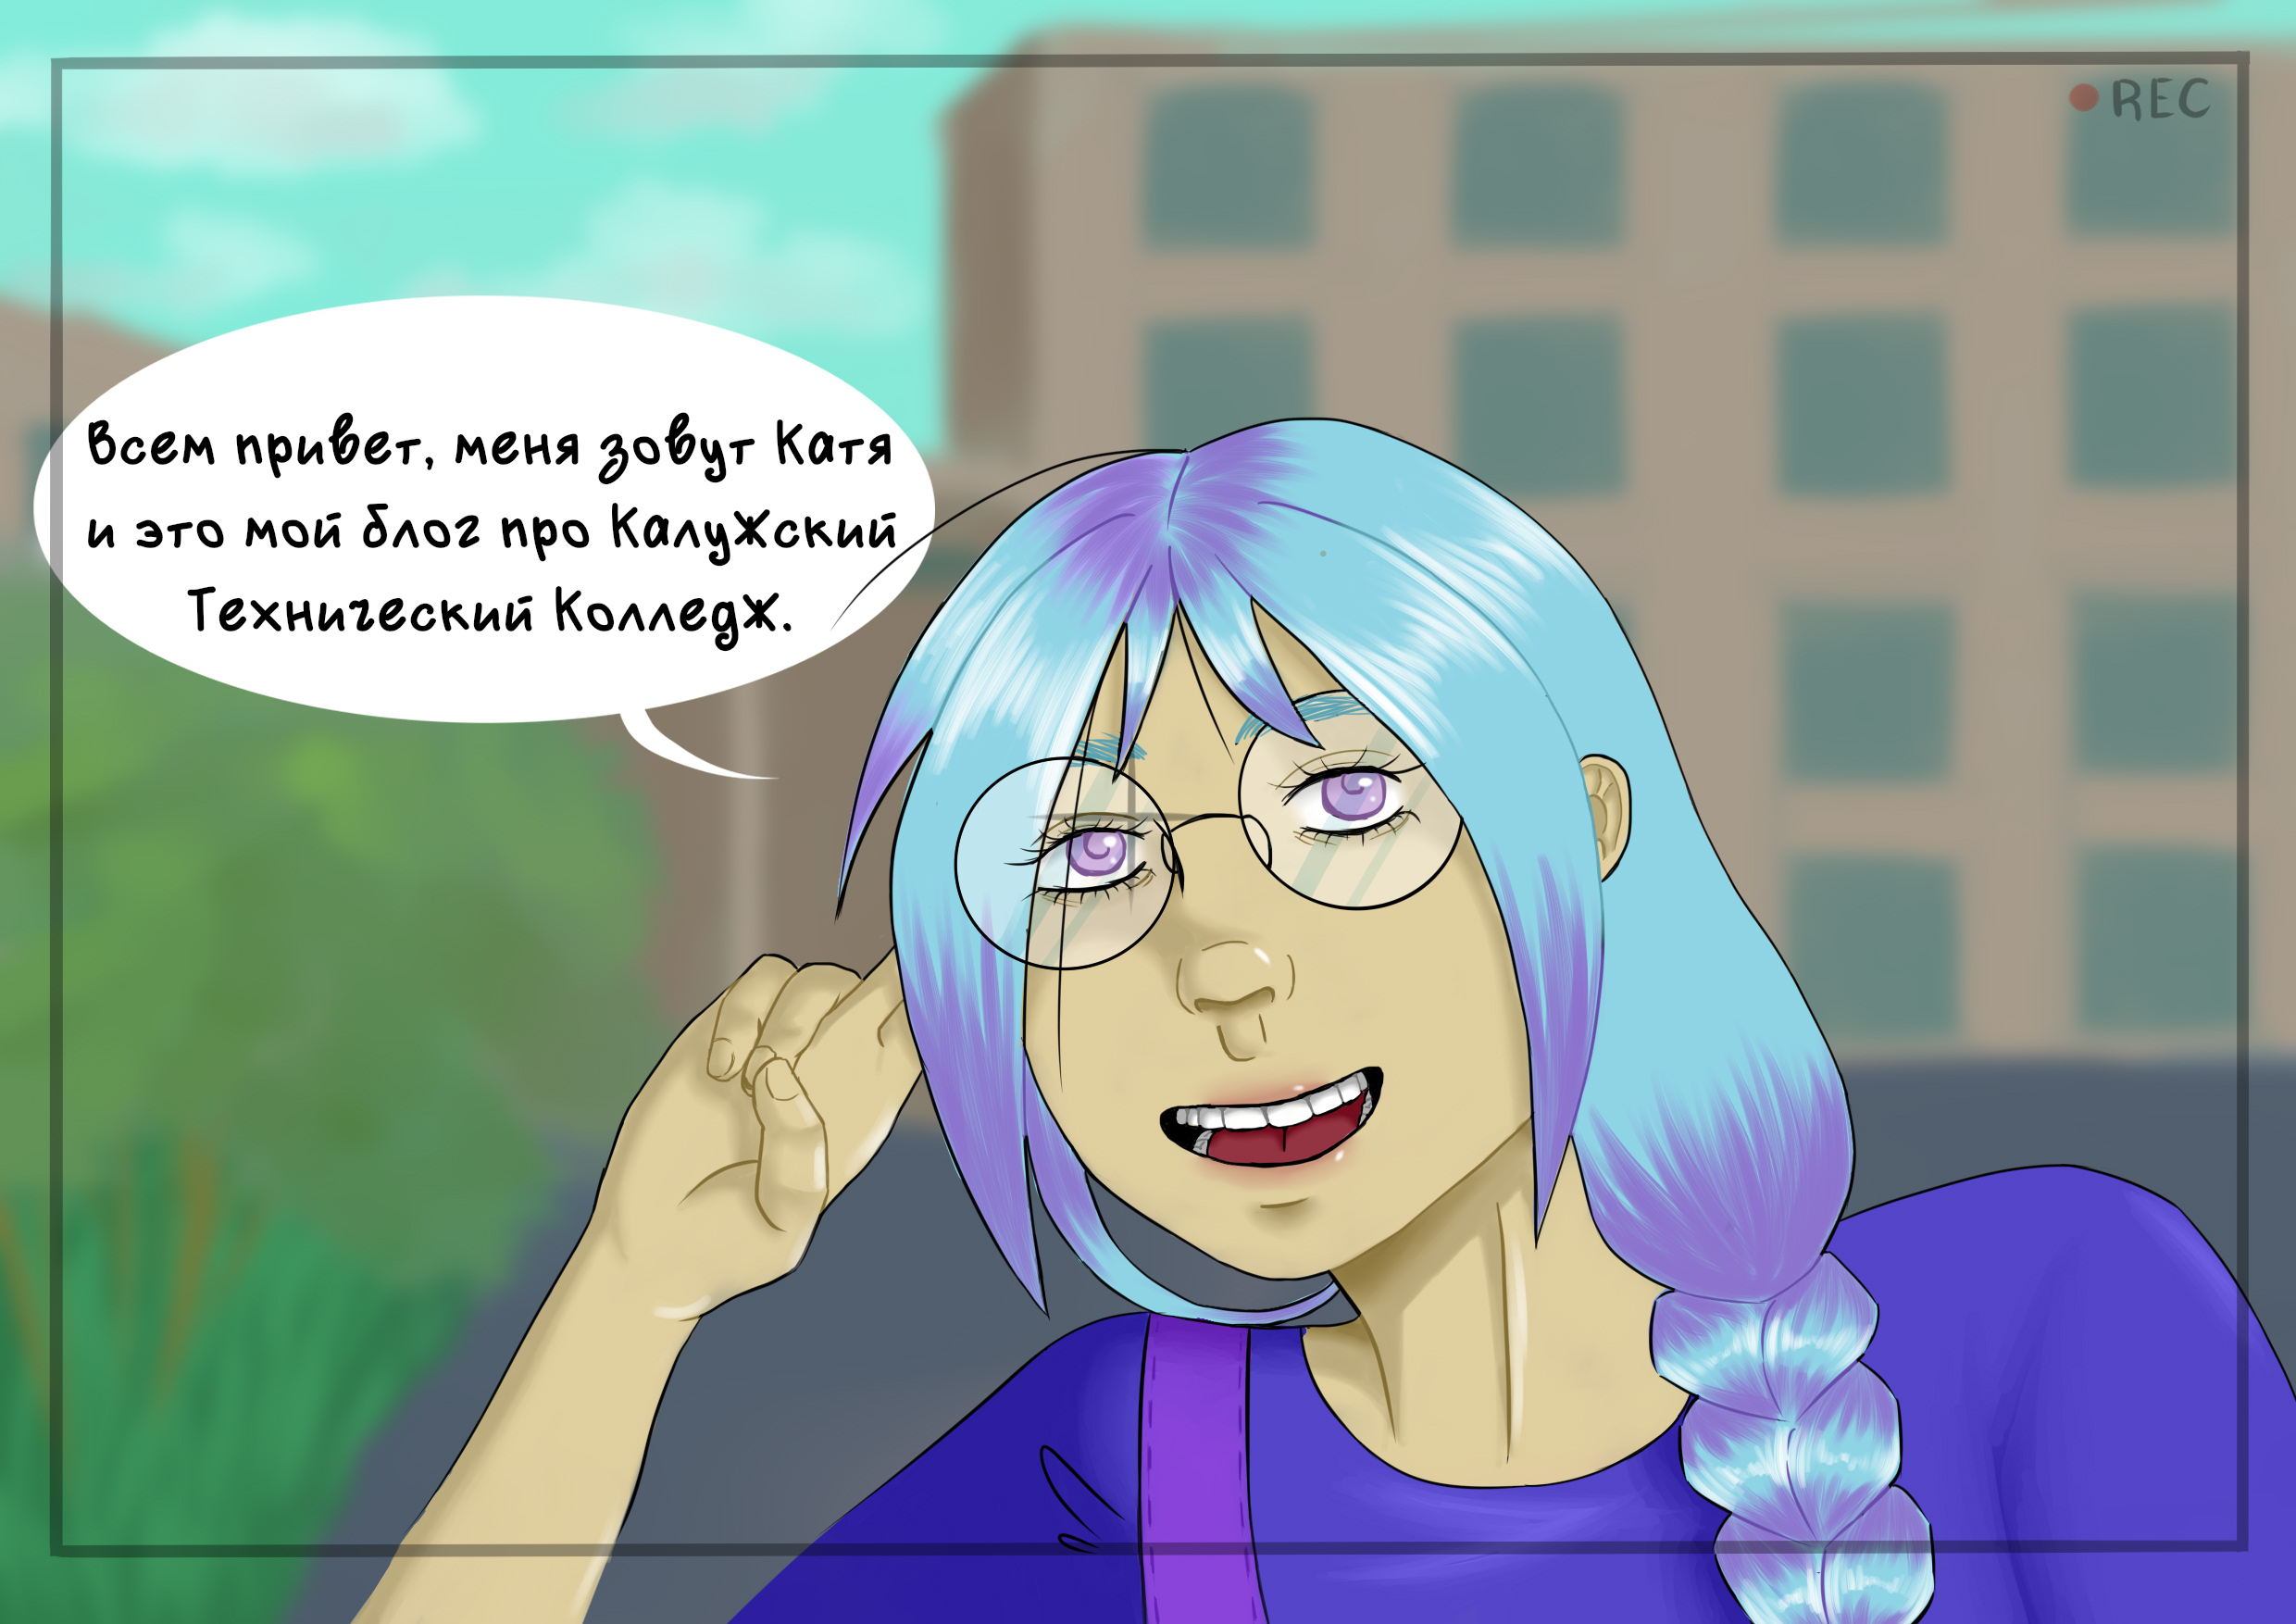 REC
Всем привет, меня зовут Катя
и это мой блог про Калужский
Технический Колледж.